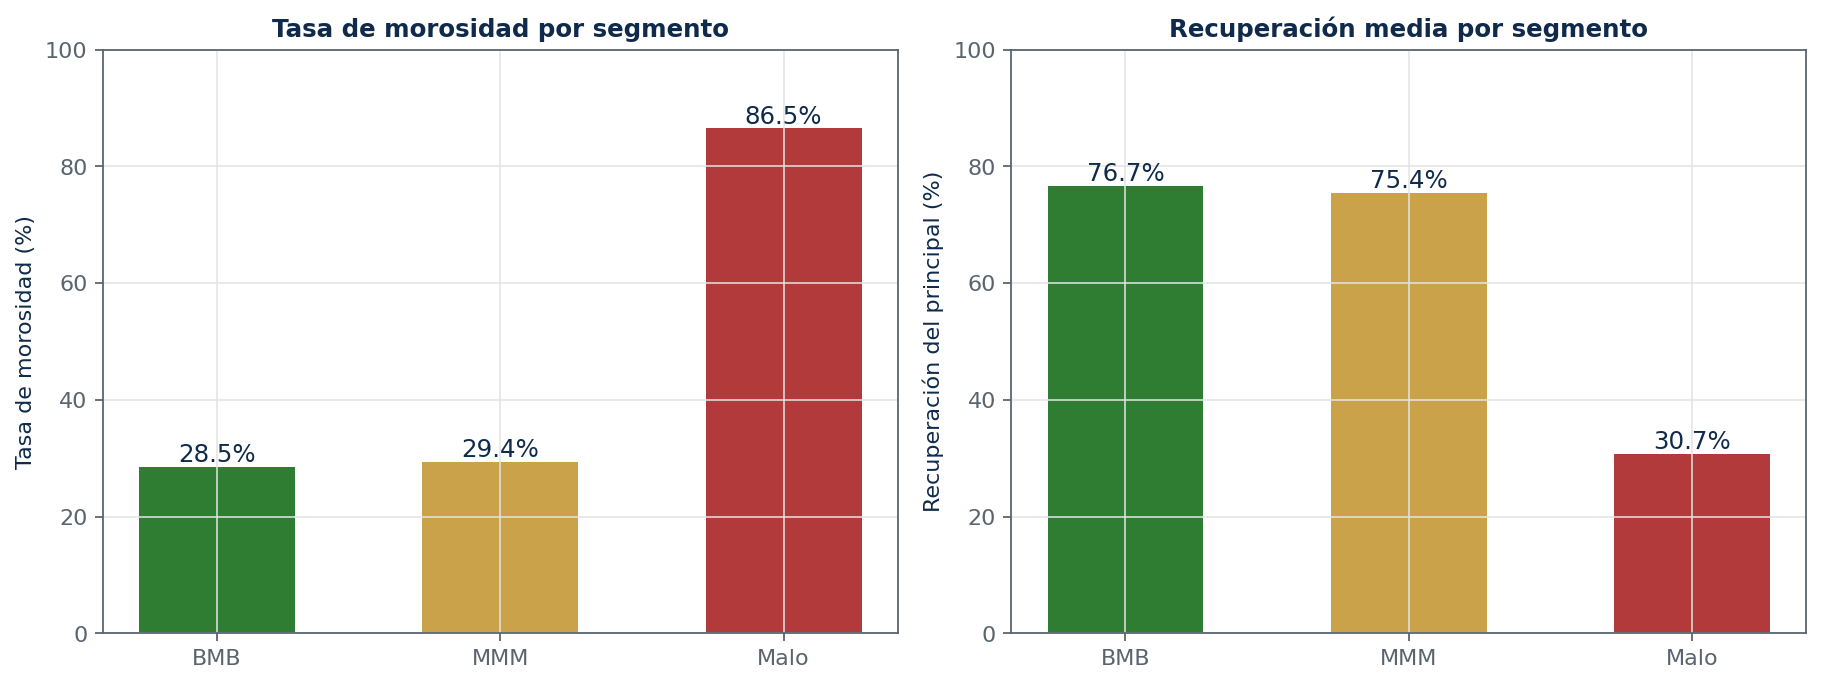 Tasa de morosidad por segmento
Tasa de morosidad (%)
100
80
60
40
20
0
28.5%
29.4%
86.5%
BMB
MMM
Malo
Recuperación media por segmento
Recuperación del principal (%)
100
80
60
40
20
0
76.7%
75.4%
30.7%
BMB
MMM
Malo